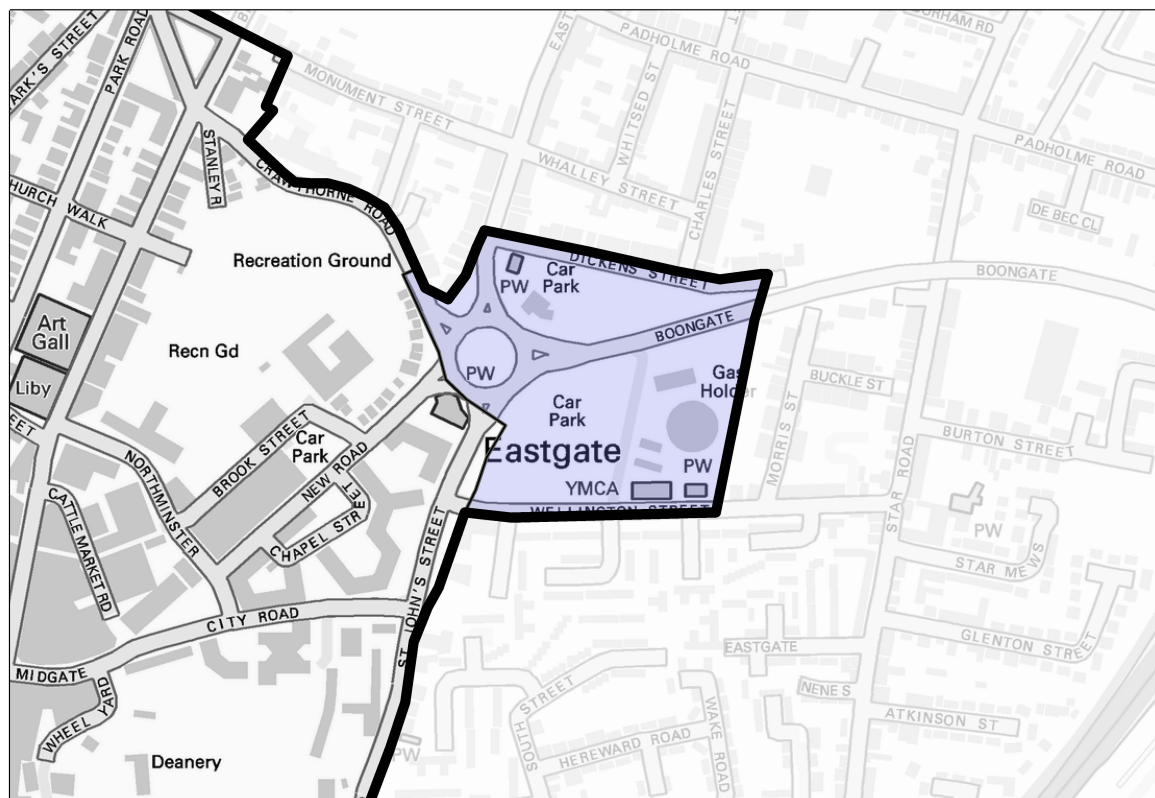 DURHAM RD
ARK'S STREET
PARK ROAD
EAST
PADHOLME ROAD
MONUMENT STREET
WHITSED ST
CHARLES STREET
PADHOLME ROAD
STANLEY R
CRAWTHORNE ROAD
WHALLEY STREET
HURCH WALK
DE BEC CL
Recreation Ground
DICKENS STREET
Car
Park
PW
BOONGATE
BOONGATE
Art
Gall
Recn Gd
PW
Gas
Holder
BUCKLE ST
Liby
Car
Park
EET
BROOK STREET
Car
Park
Eastgate
MORRIS ST
BURTON STREET
NORTHMINSTER
NEW ROAD
PW
STAR ROAD
YMCA
CATTLE MARKET RD
CHAPEL STREET
WELLINGTON STREET
PW
ST JOHN'S STREET
STAR MEWS
CITY ROAD
GLENTON STREET
EASTGATE
MIDGATE
NENE S
WHEEL YARD
SOUTH STREET
WAKE ROAD
ATKINSON ST
HEREWARD ROAD
PW
Deanery